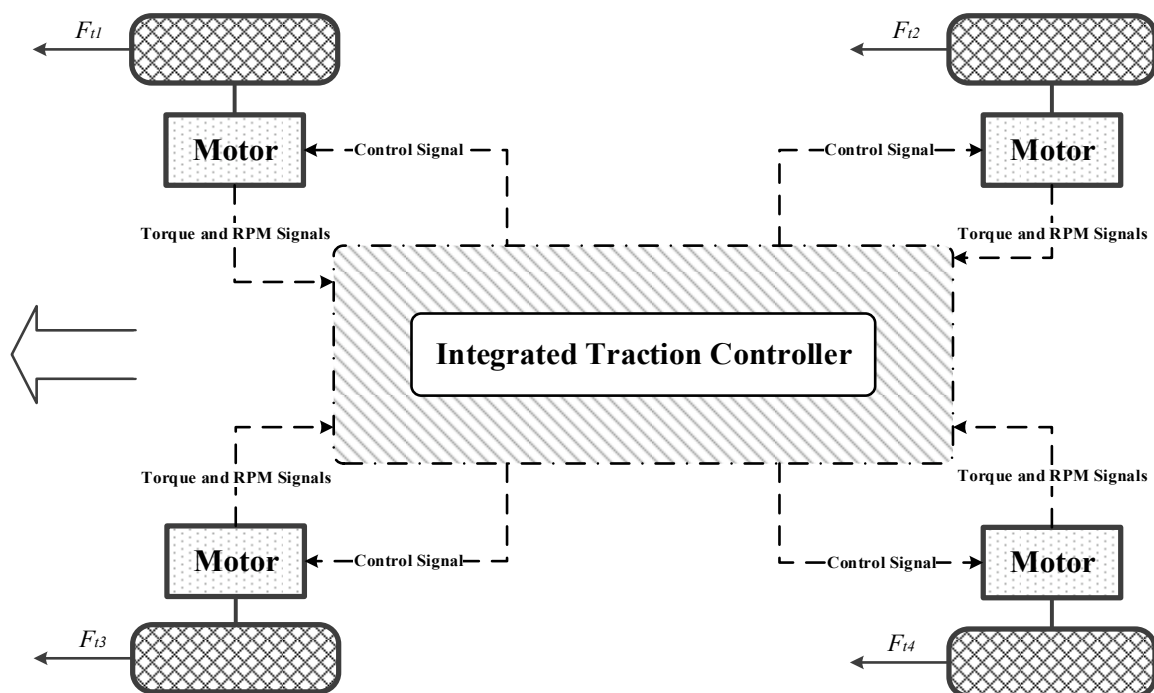 Ft1
Ft2
Motor
Control Signal
Control Signal
Motor
Torque and RPM Signals
Torque and RPM Signals
Integrated Traction Controller
Torque and RPM Signals
Torque and RPM Signals
Motor
Control Signal
Control Signal
Motor
Ft3
Ft4